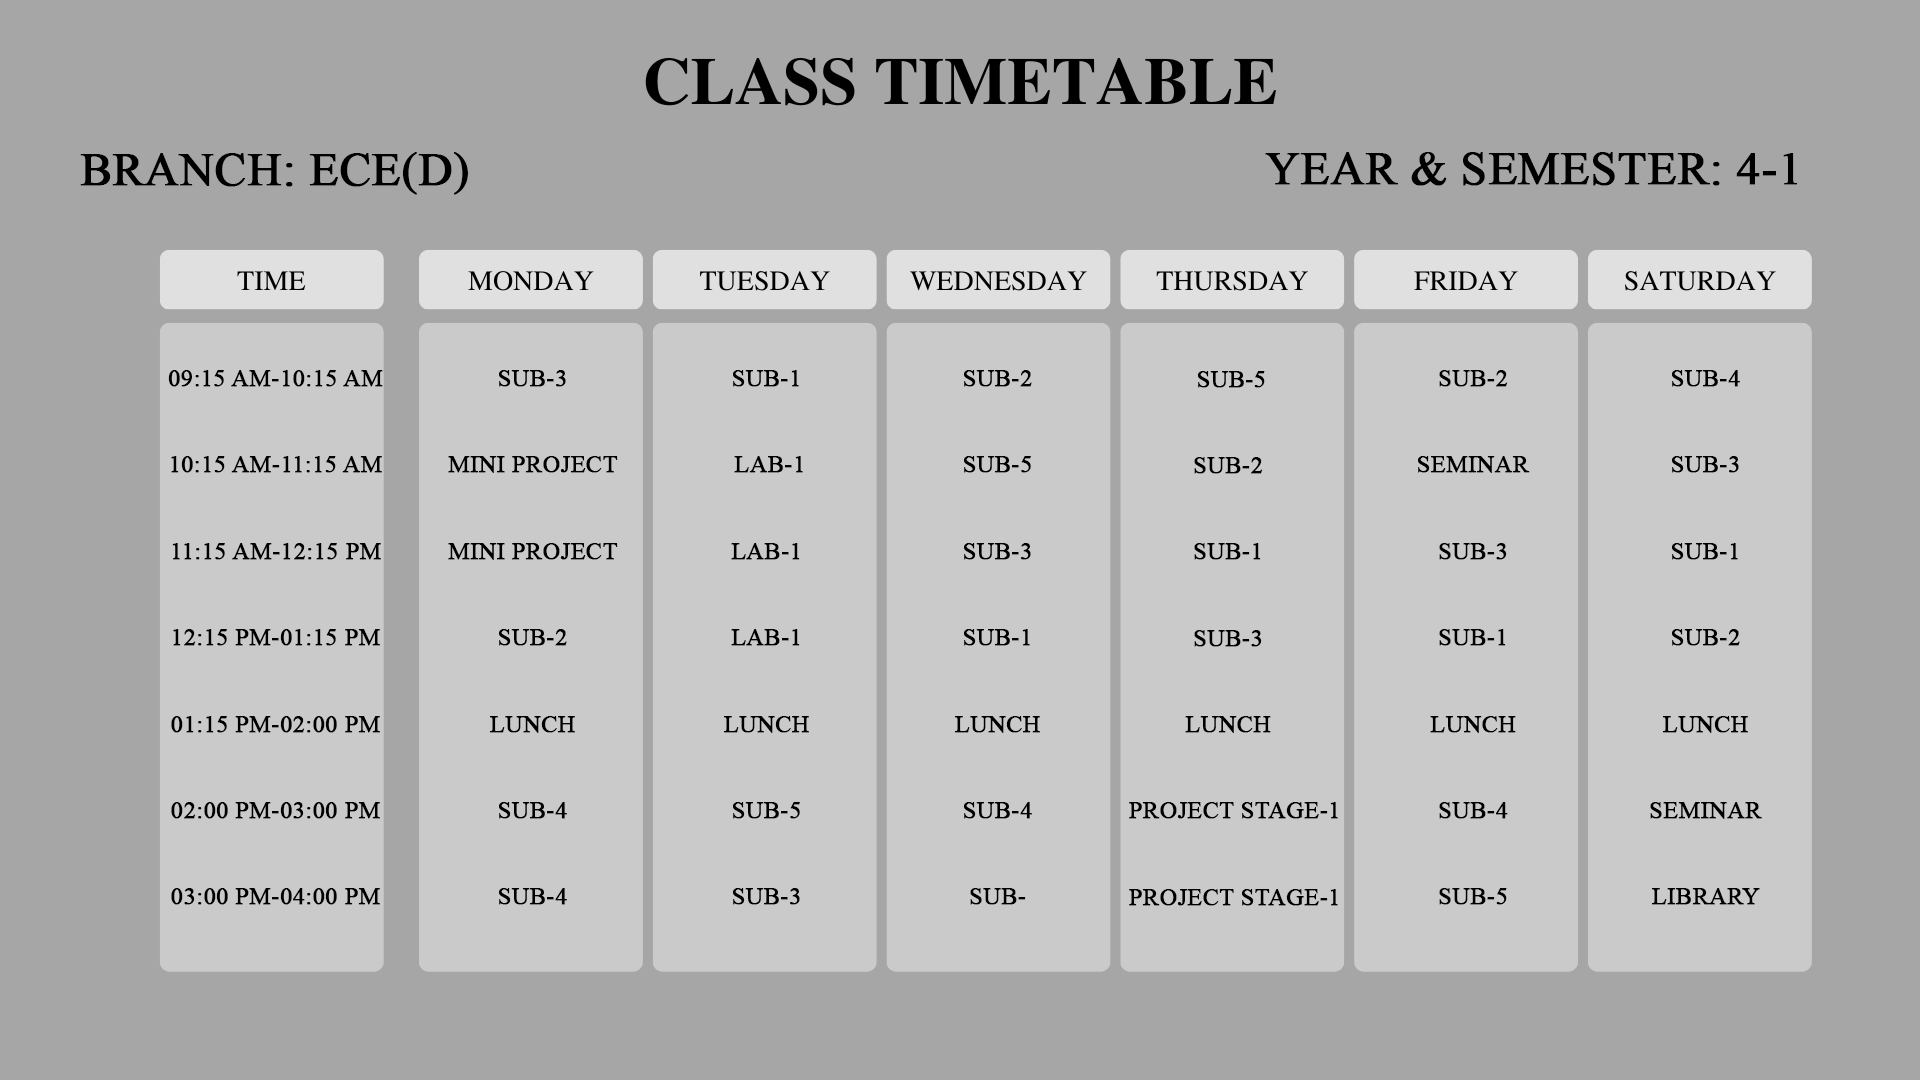 CLASS TIMETABLE
BRANCH: ECE(D) YEAR & SEMESTER: 4-1
TIME MONDAY TUESDAY WEDNESDAY THURSDAY FRIDAY SATURDAY
09:15 AM-10:15 AM SUB-3 SUB-1 SUB-2 SUB-5 SUB-2 SUB-4
10:15 AM-11:15 AM MINI PROJECT LAB-1 SUB-5 SUB-2 SEMINAR SUB-3
11:15 AM-12:15 PM MINI PROJECT LAB-1 SUB-3 SUB-1 SUB-3 SUB-1
12:15 PM-01:15 PM SUB-2 LAB-1 SUB-1 SUB-3 SUB-1 SUB-2
01:15 PM-02:00 PM LUNCH LUNCH LUNCH LUNCH LUNCH LUNCH
02:00 PM-03:00 PM SUB-4 SUB-5 SUB-4 PROJECT STAGE-1 SUB-4 SEMINAR
03:00 PM-04:00 PM SUB-4 SUB-3 SUB- PROJECT STAGE-1 SUB-5 LIBRARY